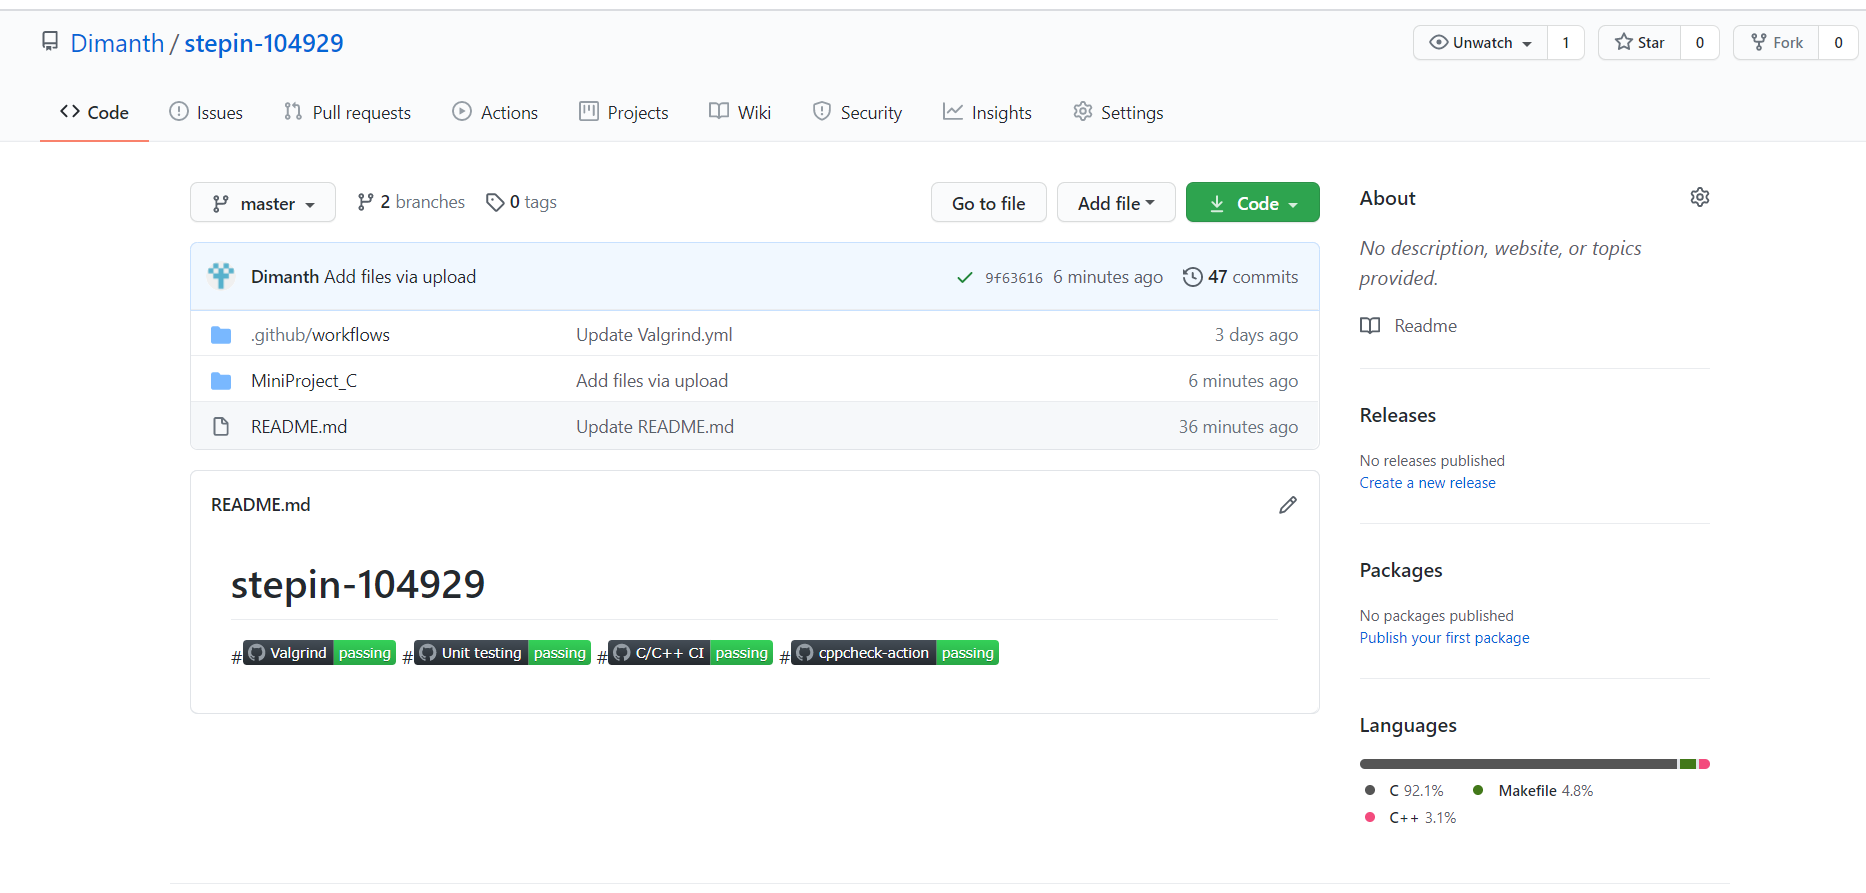 Dimanth / stepin-104929
Unwatch 1 Star 0 Fork 0
Code Issues Pull requests Actions Projects Wiki Security Insights Settings
master 2 branches 0 tags Go to file Add file Code
Dimanth Add files via upload 9f63616 6 minutes ago 47 commits
.github/workflows Update Valgrind.yml 3 days ago
MiniProject_C Add files via upload 6 minutes ago
README.md Update README.md 36 minutes ago
README.md
stepin-104929
# Valgrind passing # Unit testing passing # C/C++ CI passing # cppcheck-action passing
About
No description, website, or topics
provided.
Readme
Releases
No releases published
Create a new release
Packages
No packages published
Publish your first package
Languages
C 92.1% Makefile 4.8%
C++ 3.1%